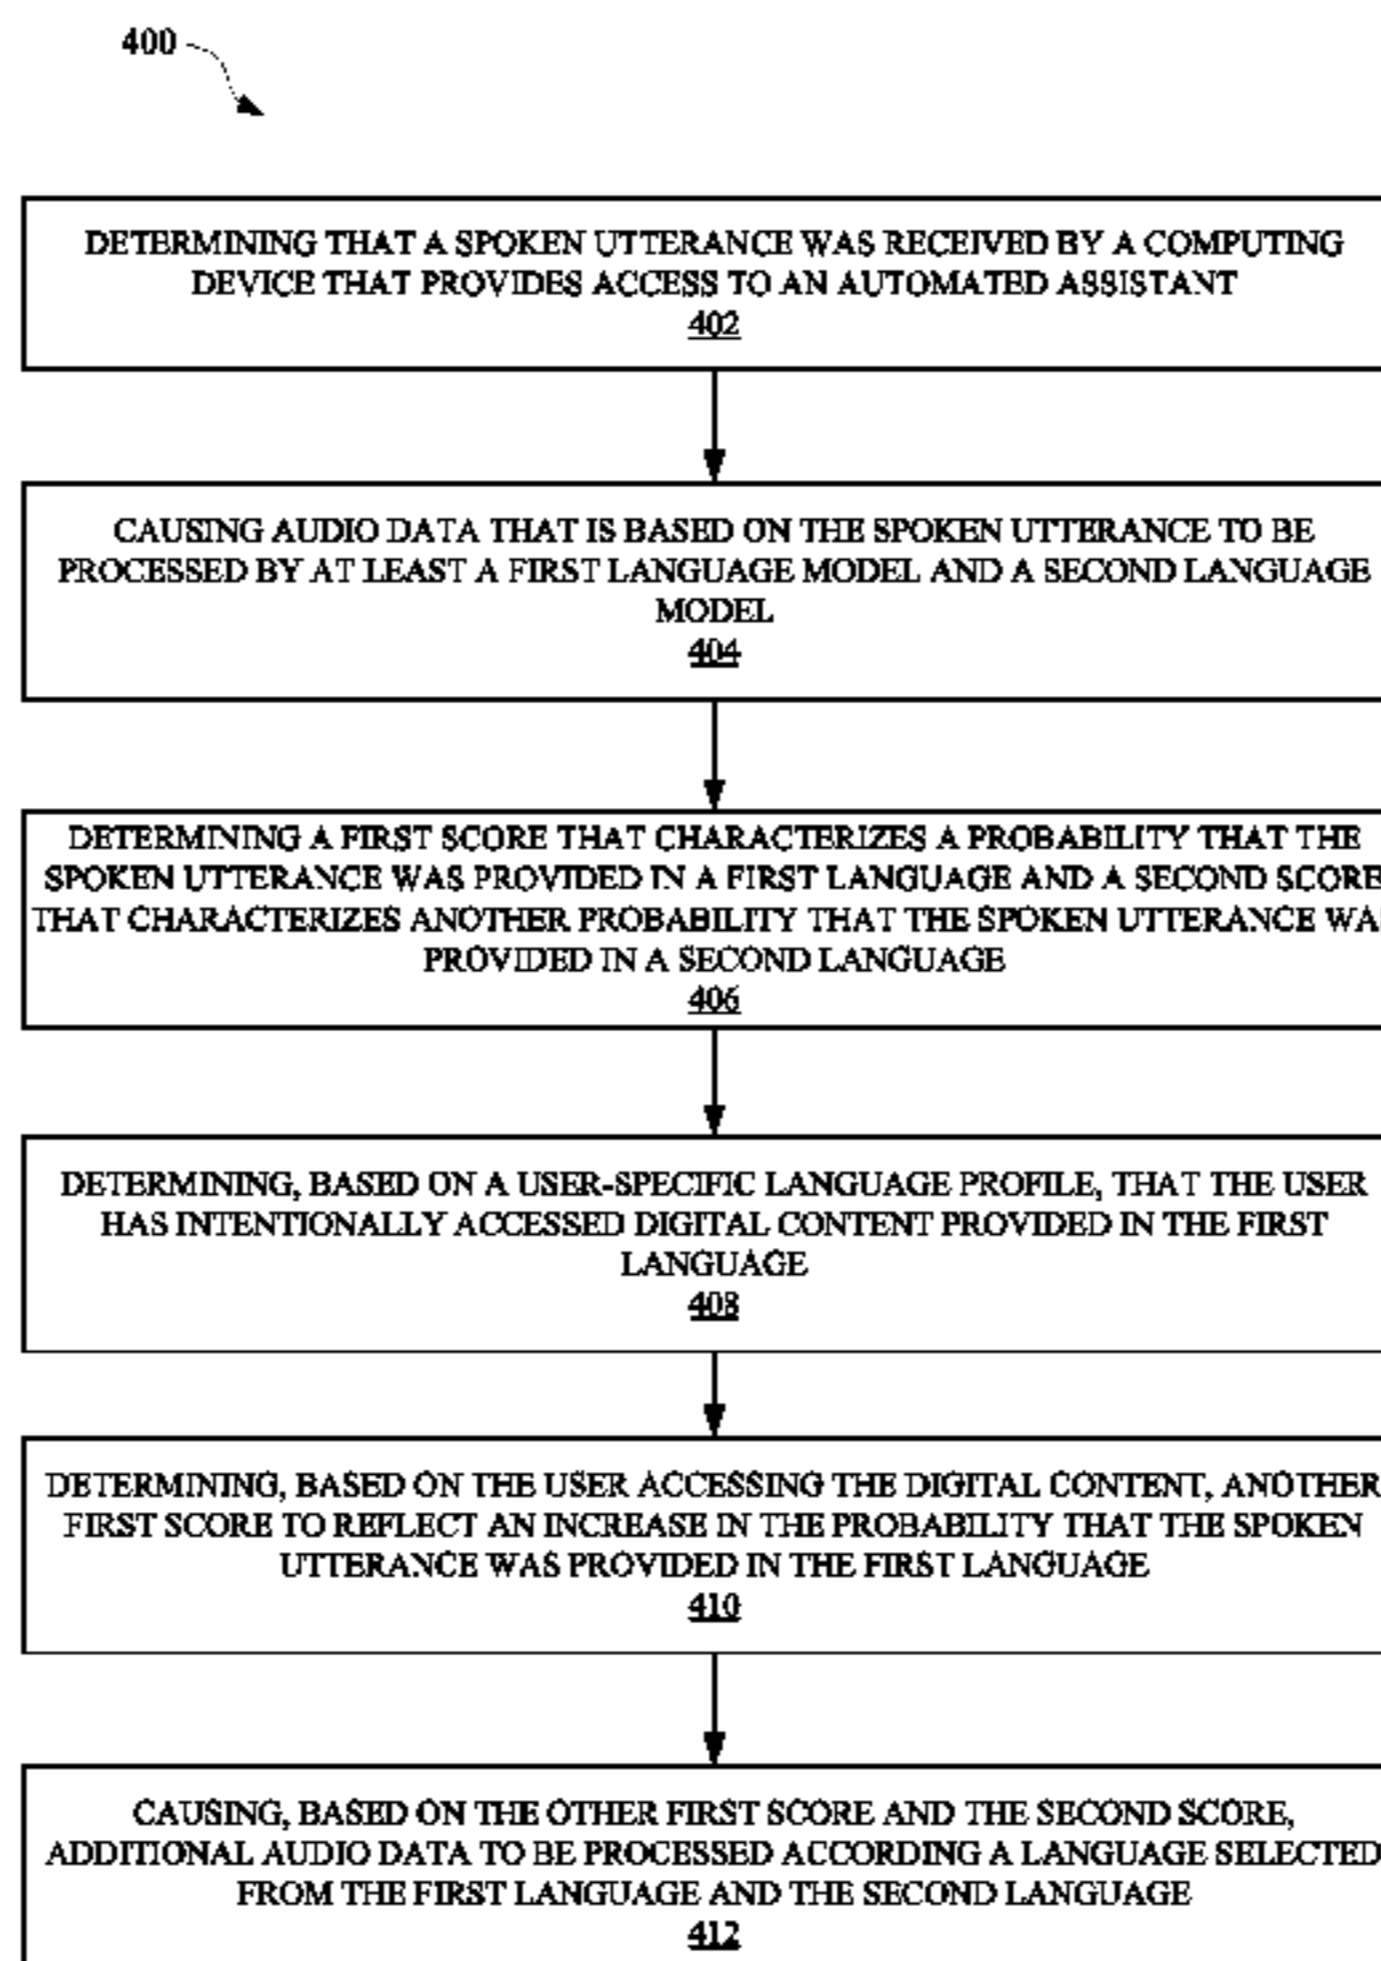 400
DETERMINING THAT A SPOKEN UTTERANCE WAS RECEIVED BY A COMPUTING
DEVICE THAT PROVIDES ACCESS TO AN AUTOMATED ASSISTANT
402
CAUSING AUDIO DATA THAT IS BASED ON THE SPOKEN UTTERANCE TO BE
PROCESSED BY AT LEAST A FIRST LANGUAGE MODEL AND A SECOND LANGUAGE
MODEL
404
DETERMINING A FIRST SCORE THAT CHARACTERIZES A PROBABILITY THAT THE
SPOKEN UTTERANCE WAS PROVIDED IN A FIRST LANGUAGE AND A SECOND SCORE
THAT CHARACTERIZES ANOTHER PROBABILITY THAT THE SPOKEN UTTERANCE WAS
PROVIDED IN A SECOND LANGUAGE
406
DETERMINING, BASED ON A USER-SPECIFIC LANGUAGE PROFILE, THAT THE USER
HAS INTENTIONALLY ACCESSED DIGITAL CONTENT PROVIDED IN THE FIRST
LANGUAGE
408
DETERMINING, BASED ON THE USER ACCESSING THE DIGITAL CONTENT, ANOTHER
FIRST SCORE TO REFLECT AN INCREASE IN THE PROBABILITY THAT THE SPOKEN
UTTERANCE WAS PROVIDED IN THE FIRST LANGUAGE
410
CAUSING, BASED ON THE OTHER FIRST SCORE AND THE SECOND SCORE,
ADDITIONAL AUDIO DATA TO BE PROCESSED ACCORDING A LANGUAGE SELECTED
FROM THE FIRST LANGUAGE AND THE SECOND LANGUAGE
412